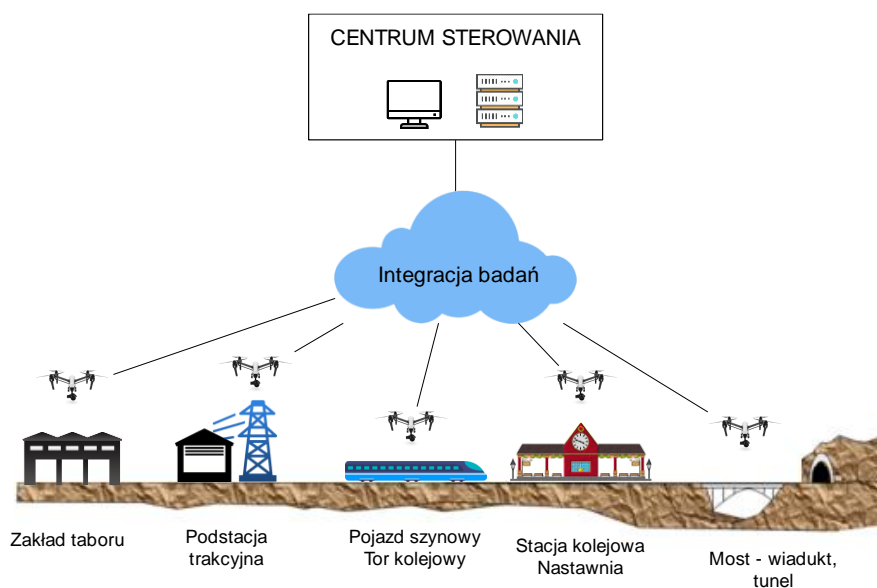 CENTRUM STEROWANIA
Integracja badań
Zakład taboru
Podstacja
trakcyjna
Pojazd szynowy
Tor kolejowy
Stacja kolejowa
Nastawnia
Most - wiadukt,
tunel